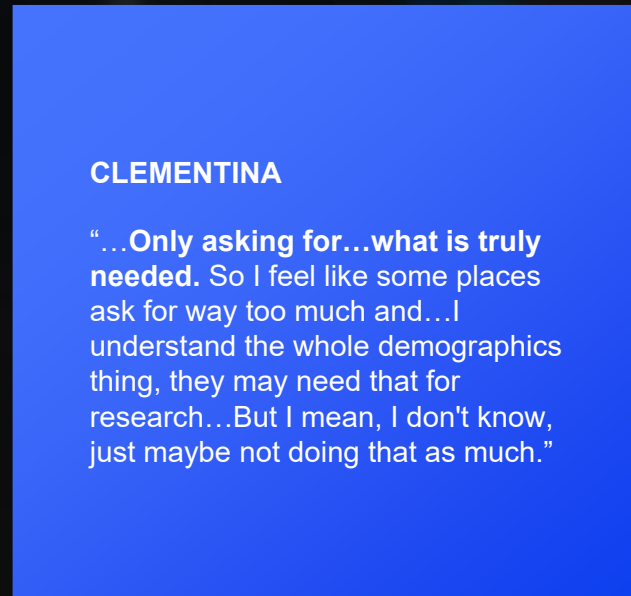 CLEMENTINA
“…Only asking for…what is truly
needed. So I feel like some places
ask for way too much and…I
understand the whole demographics
thing, they may need that for
research…But I mean, I don't know,
just maybe not doing that as much.”